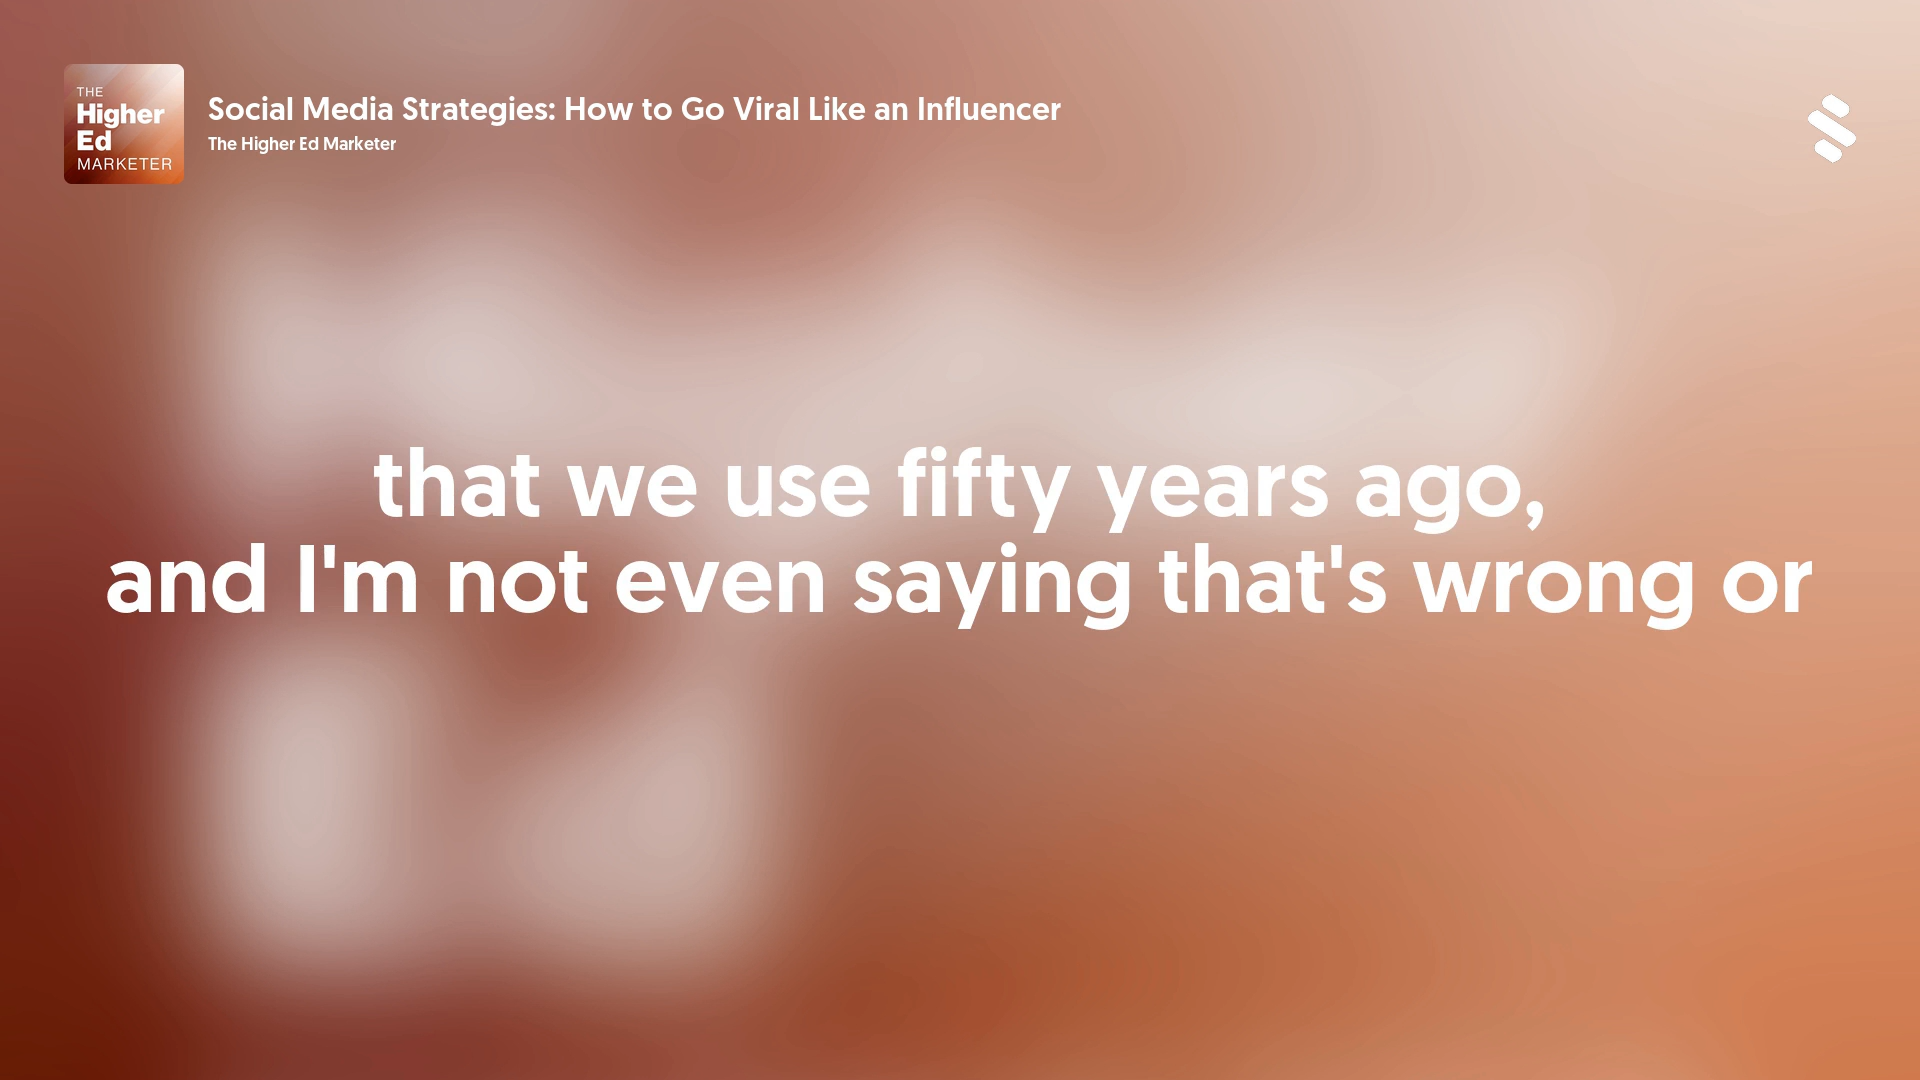 THE
Higher
Ed
MARKETER
Social Media Strategies: How to Go Viral Like an Influencer
The Higher Ed Marketer
that we use fifty years ago,
and I'm not even saying that's wrong or